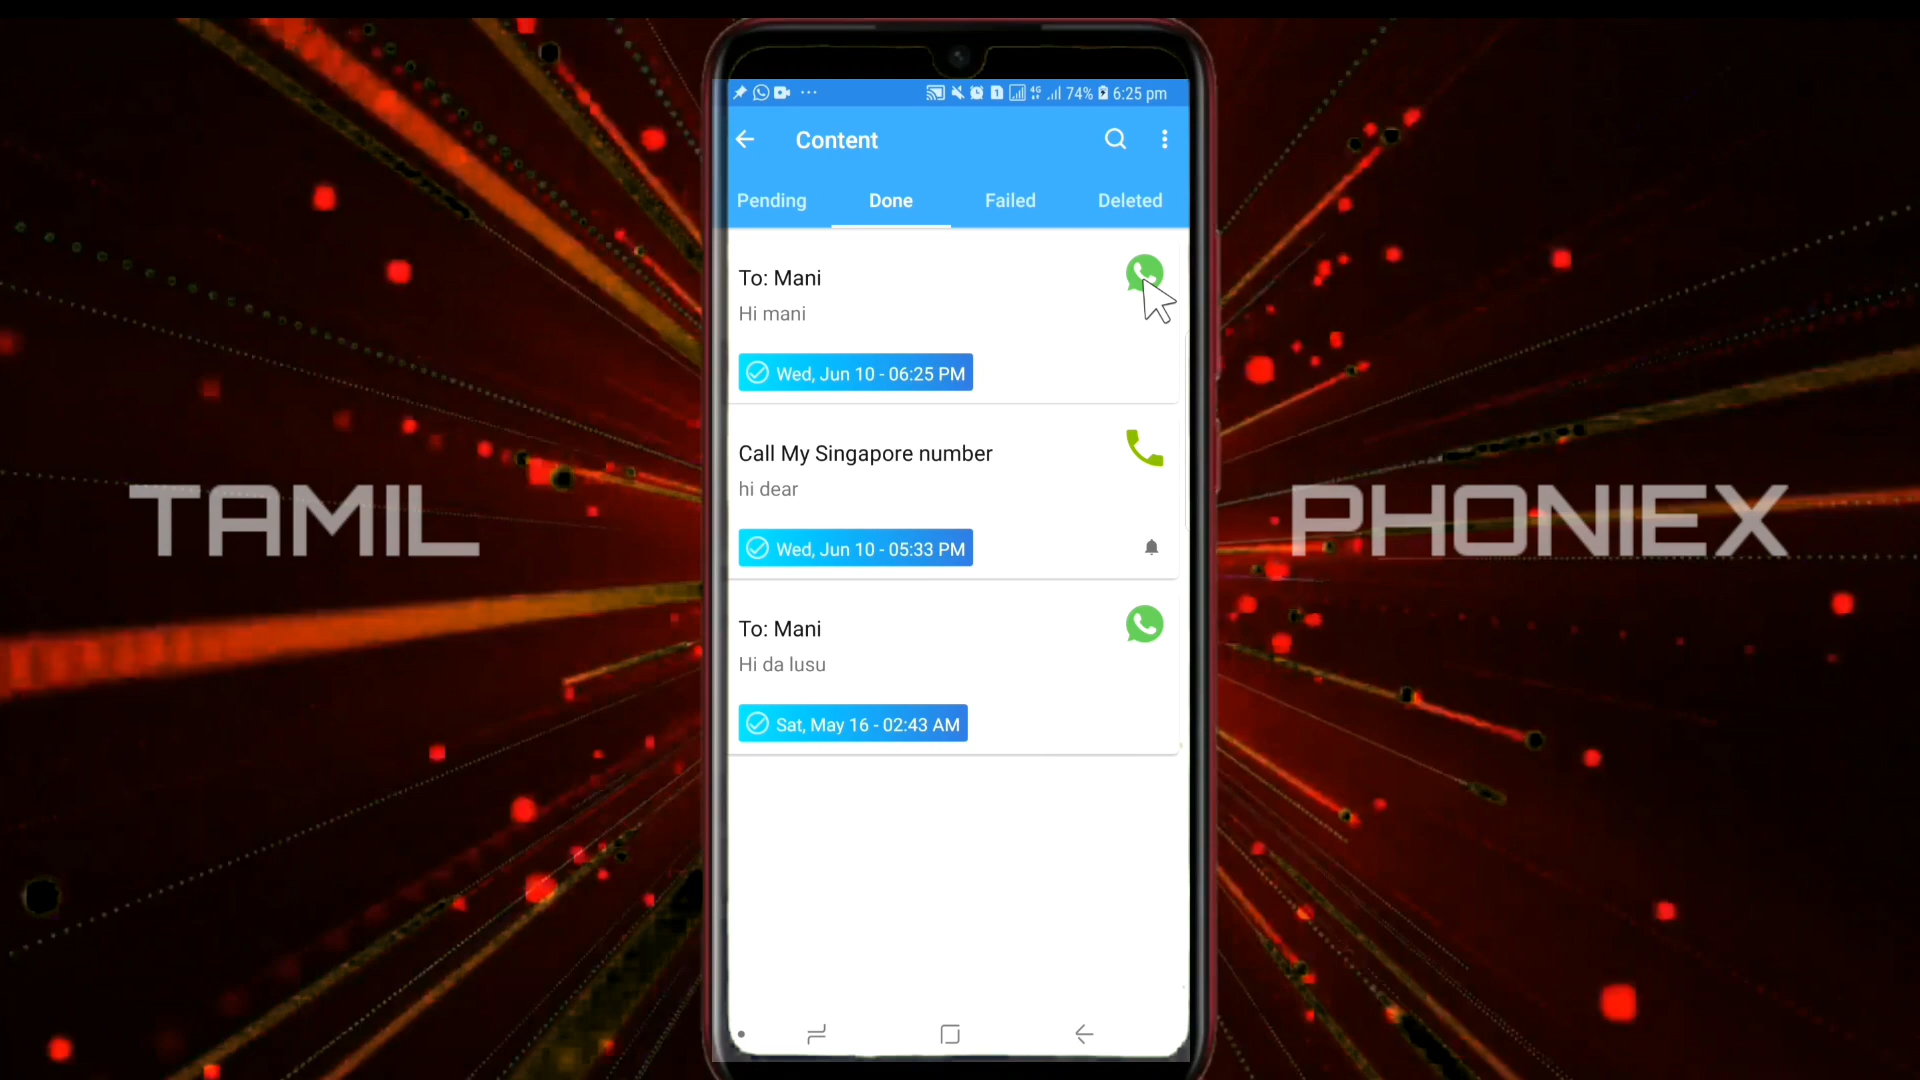 74% 6:25 pm
Content
Pending Done Failed Deleted
To: Mani
Hi mani
Wed, Jun 10 - 06:25 PM
Call My Singapore number
hi dear
Wed, Jun 10 - 05:33 PM
To: Mani
Hi da lusu
Sat, May 16 - 02:43 AM
TAMIL PHONIEX